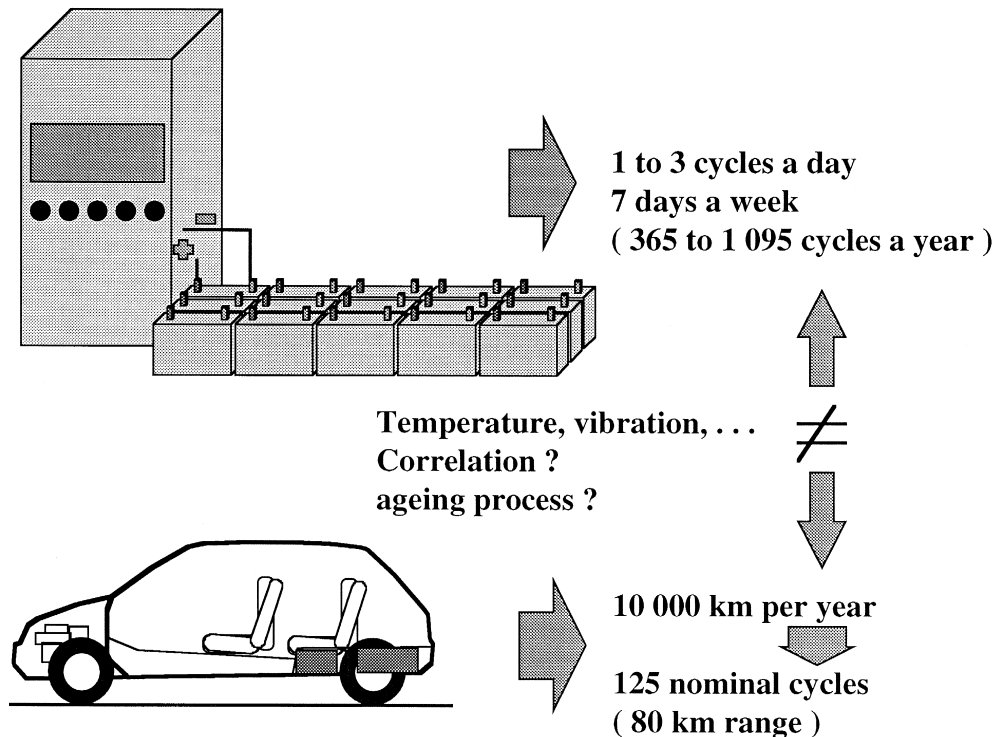 1 to 3 cycles a day
7 days a week
( 365 to 1 095 cycles a year )
Temperature, vibration, . . .
Correlation ?
ageing process ?
10 000 km per year
125 nominal cycles
( 80 km range )